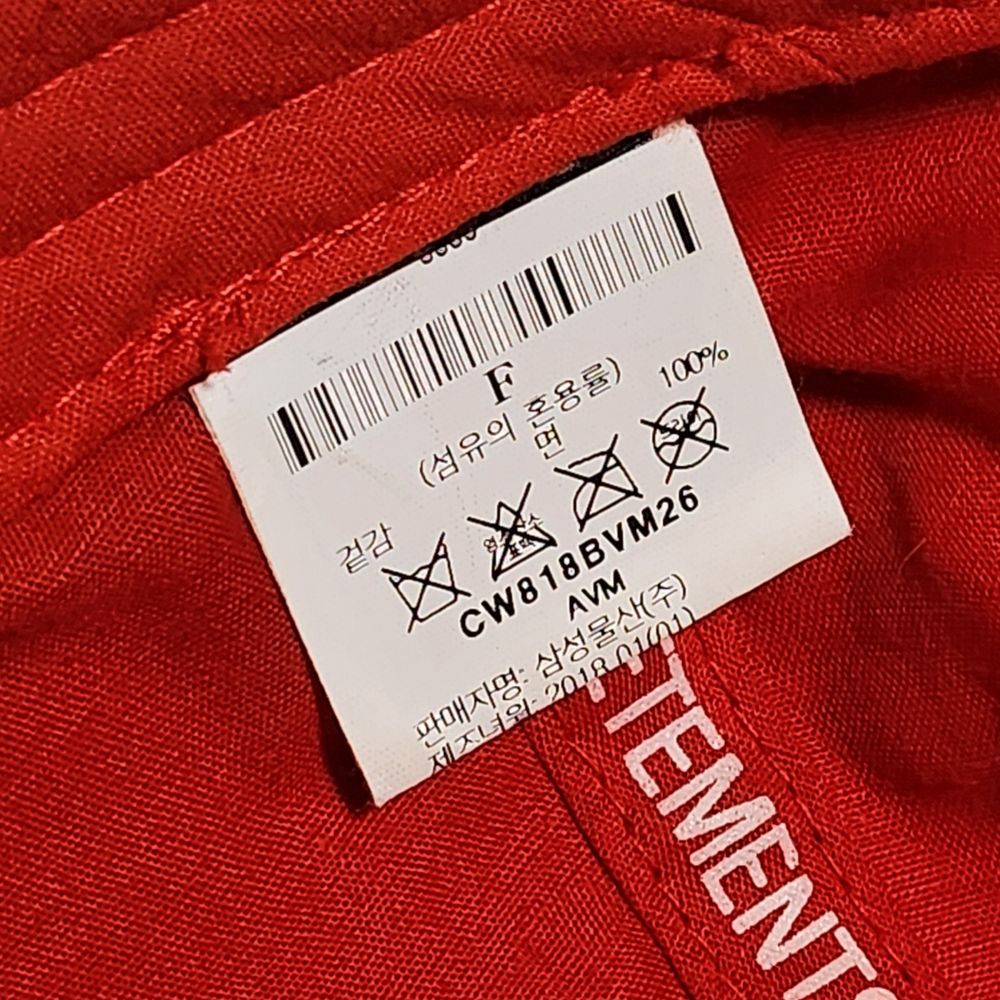 F
(섬유의 혼용률)
겉감 면 100%
CW818BVM26
AVM
판매자명: 삼성물산(주)
제조년월: 2018.01(01)
ETEMENTS